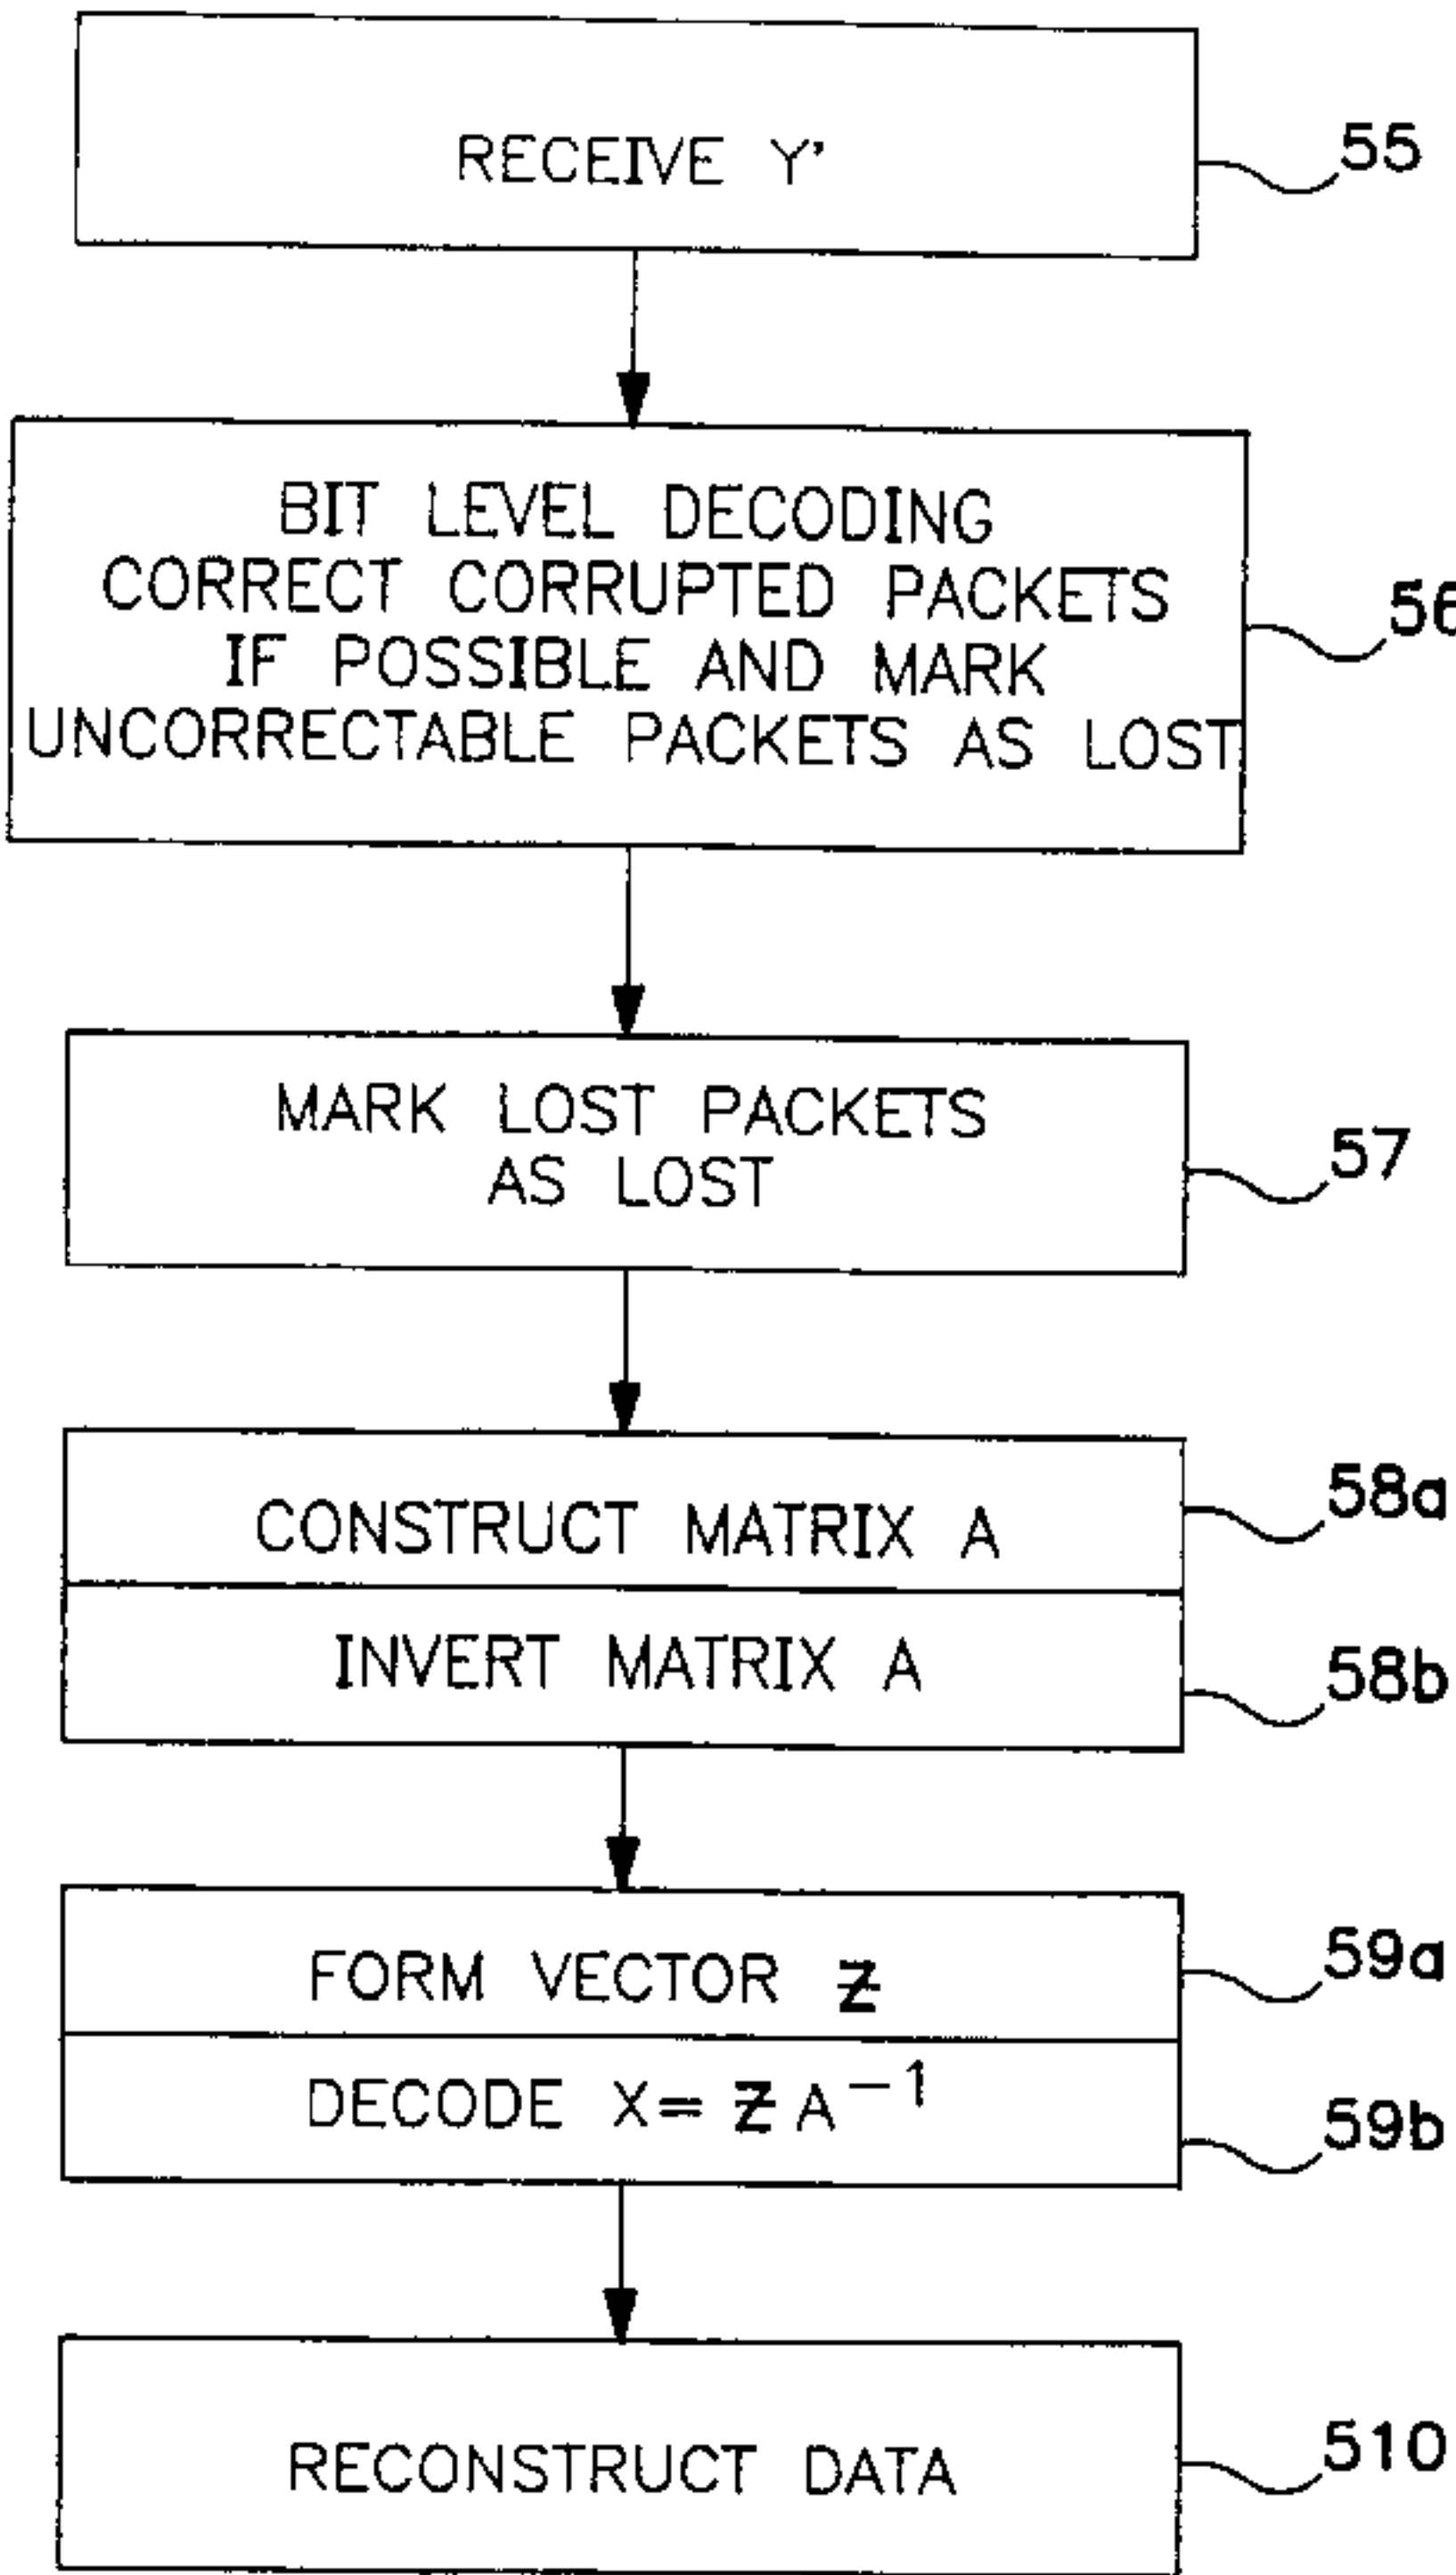 RECEIVE Y'
55
BIT LEVEL DECODING
CORRECT CORRUPTED PACKETS
IF POSSIBLE AND MARK
UNCORRECTABLE PACKETS AS LOST
56
MARK LOST PACKETS
AS LOST
57
CONSTRUCT MATRIX A
58a
INVERT MATRIX A
58b
FORM VECTOR Z
59a
DECODE X= Z A⁻¹
59b
RECONSTRUCT DATA
510